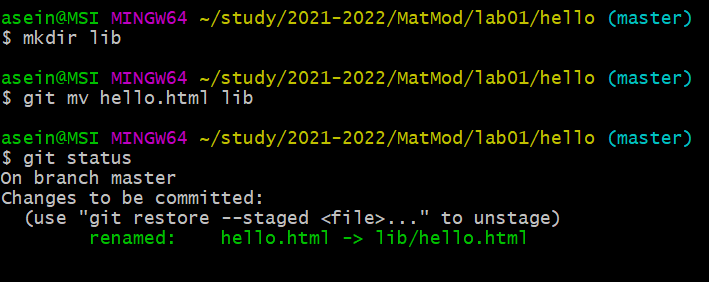 asein@MSI MINGW64 ~/study/2021-2022/MatMod/lab01/hello (master)
$ mkdir lib
asein@MSI MINGW64 ~/study/2021-2022/MatMod/lab01/hello (master)
$ git mv hello.html lib
asein@MSI MINGW64 ~/study/2021-2022/MatMod/lab01/hello (master)
$ git status
On branch master
Changes to be committed:
  (use "git restore --staged <file>..." to unstage)
        renamed:    hello.html -> lib/hello.html